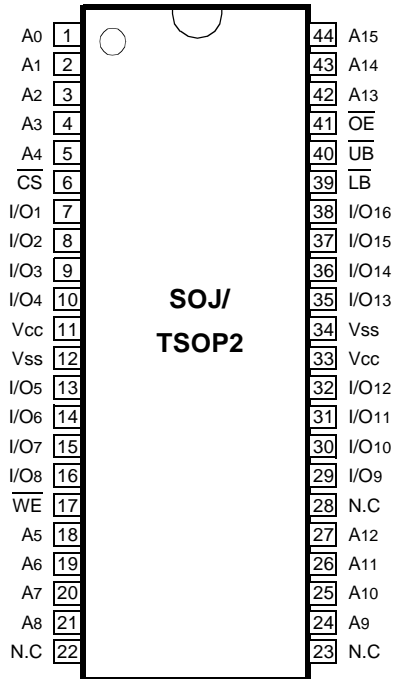 A0 1 44 A15
A1 2 43 A14
A2 3 42 A13
A3 4 41 OE
A4 5 40 UB
CS 6 39 LB
I/O1 7 38 I/O16
I/O2 8 37 I/O15
I/O3 9 36 I/O14
I/O4 10 35 I/O13
SOJ/
Vcc 11 34 Vss
TSOP2
Vss 12 33 Vcc
I/O5 13 32 I/O12
I/O6 14 31 I/O11
I/O7 15 30 I/O10
I/O8 16 29 I/O9
WE 17 28 N.C
A5 18 27 A12
A6 19 26 A11
A7 20 25 A10
A8 21 24 A9
N.C 22 23 N.C